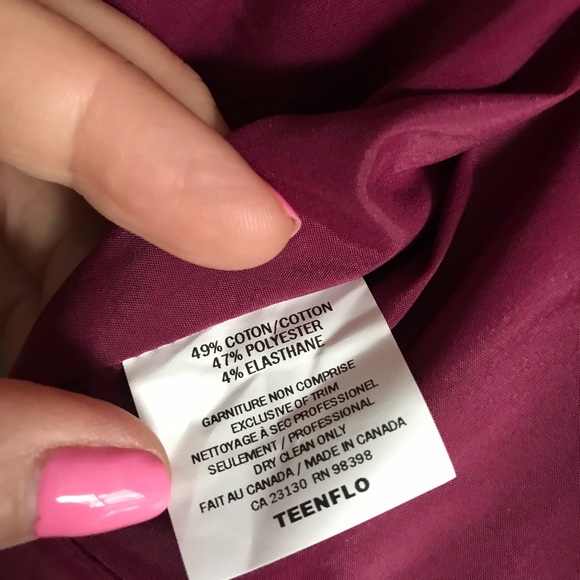 49% COTON/COTTON
47% POLYESTER
4% ELASTHANE
GARNITURE NON COMPRISE
EXCLUSIVE OF TRIM
NETTOYAGE À SEC PROFESSIONEL
SEULEMENT / PROFESSIONAL
DRY CLEAN ONLY
FAIT AU CANADA / MADE IN CANADA
CA 23130 RN 98398
TEENFLO